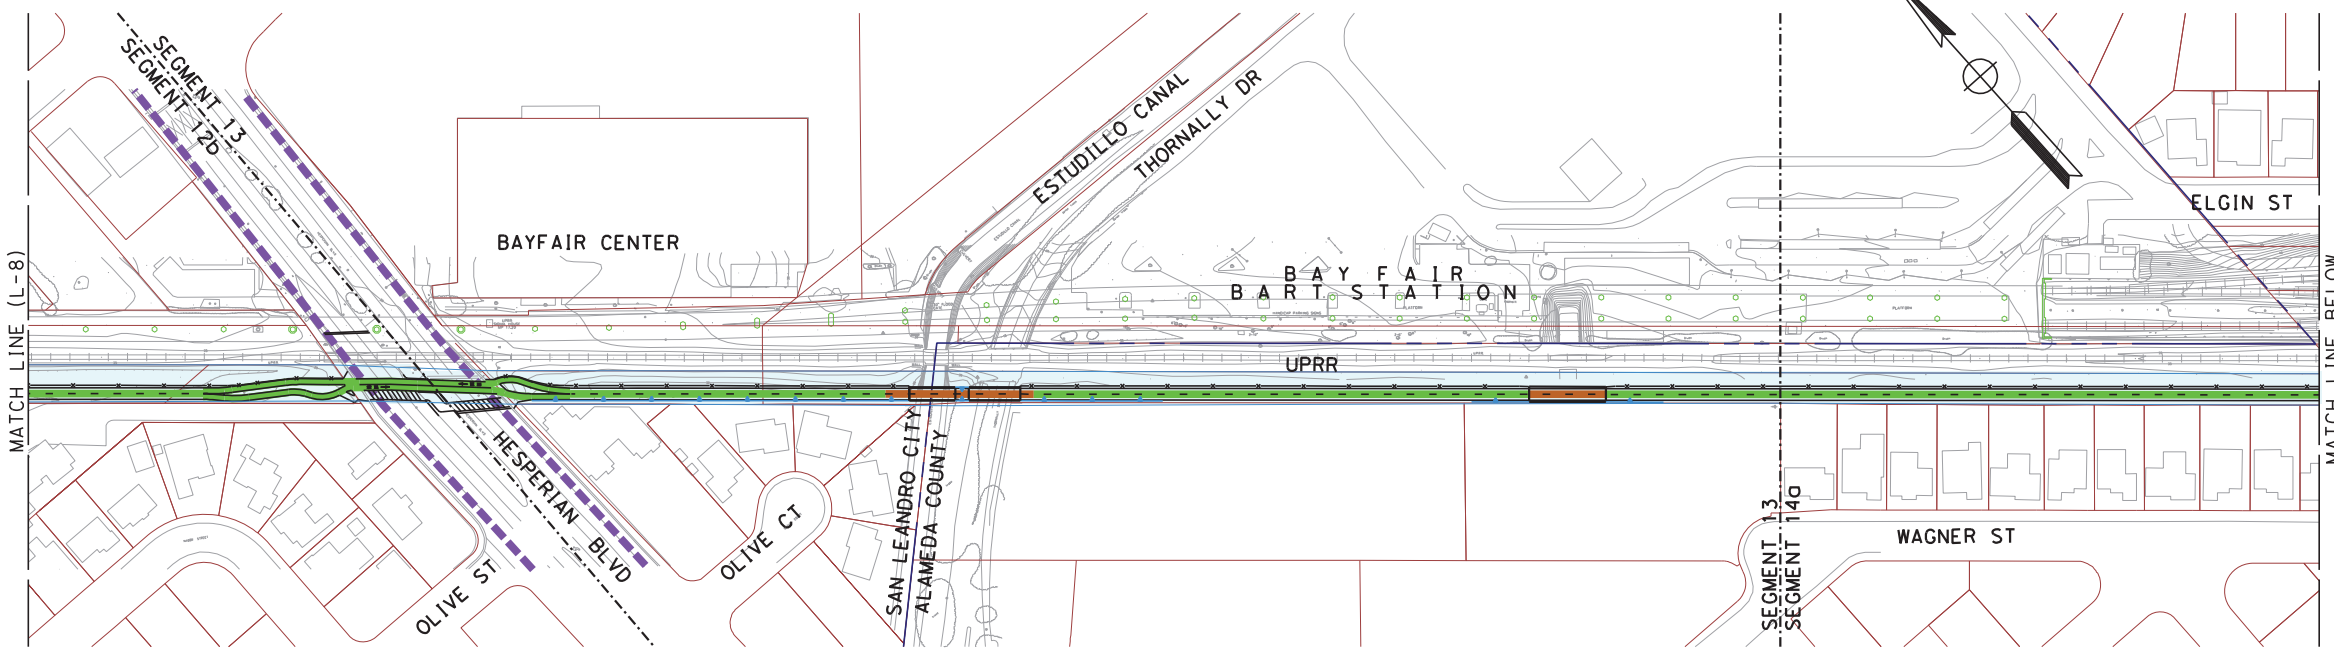 MATCH LINE (L-8)
SEGMENT 13
SEGMENT 12b
BAYFAIR CENTER
ESTUDILLO CANAL
THORNALLY DR
BAY FAIR
BART STATION
UPRR
ELGIN ST
MATCH LINE BELOW
HESPERIAN BLVD
OLIVE ST
OLIVE CT
SAN LEANDRO CITY
ALAMEDA COUNTY
SEGMENT 13
SEGMENT 14a
WAGNER ST